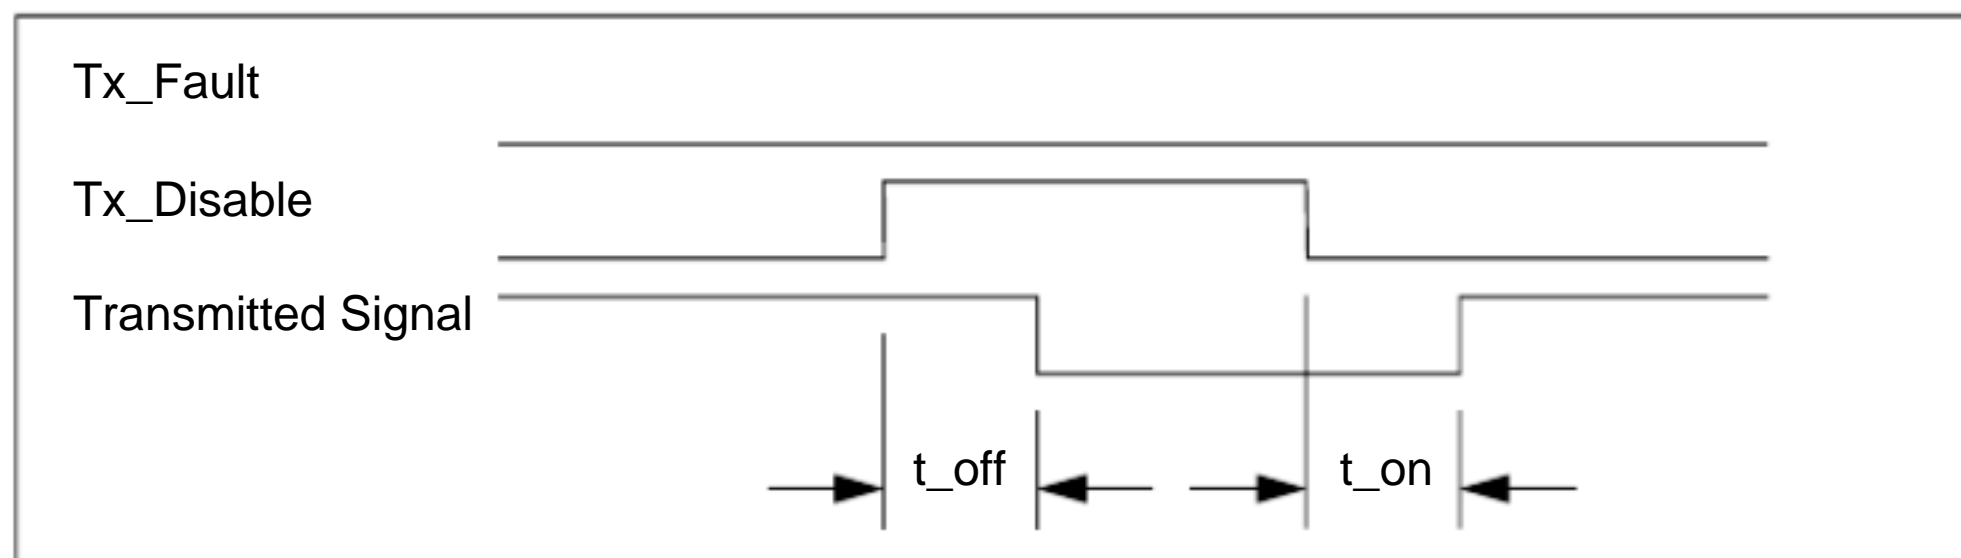 Tx_Fault
Tx_Disable
Transmitted Signal
t_off
t_on